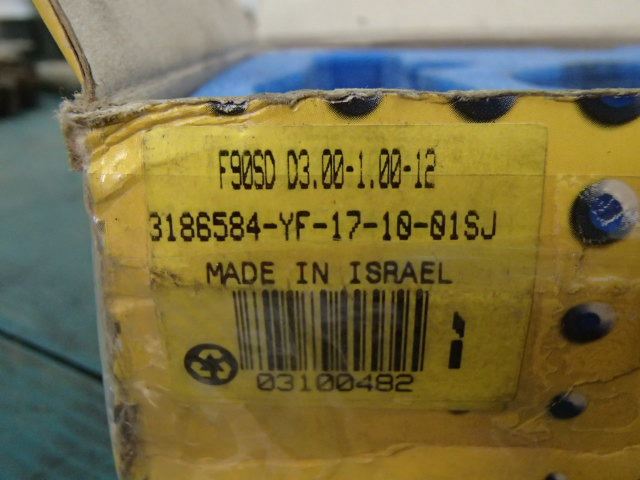 F90SD D3.00-1.00-12
3186584-YF-17-10-01SJ
MADE IN ISRAEL
03100482